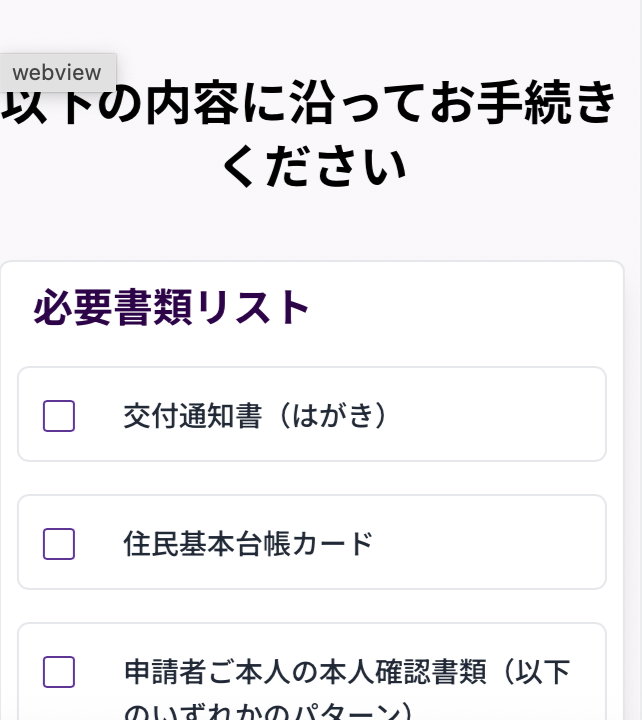 webview
以下の内容に沿ってお手続き
ください
必要書類リスト
交付通知書（はがき）
住民基本台帳カード
申請者ご本人の本人確認書類（以下
のいずれかのパターン）